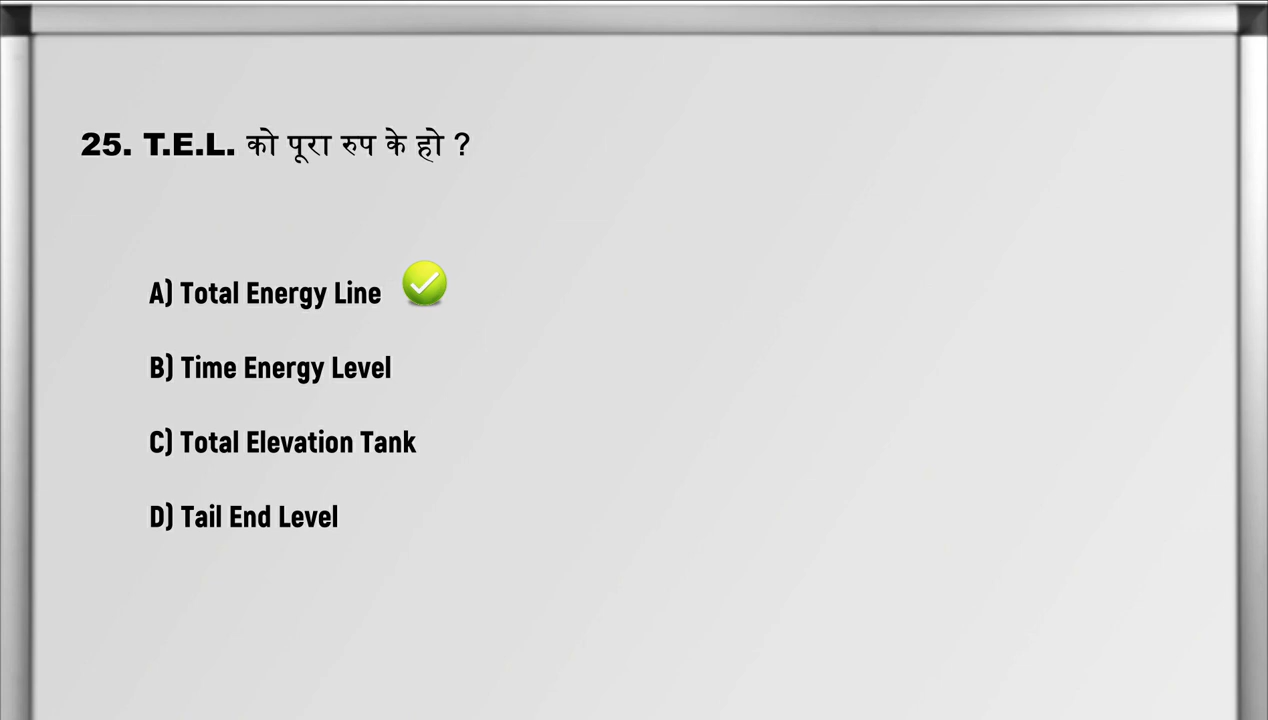 25. T.E.L. को पूरा रुप के हो ?
A) Total Energy Line
B) Time Energy Level
C) Total Elevation Tank
D) Tail End Level